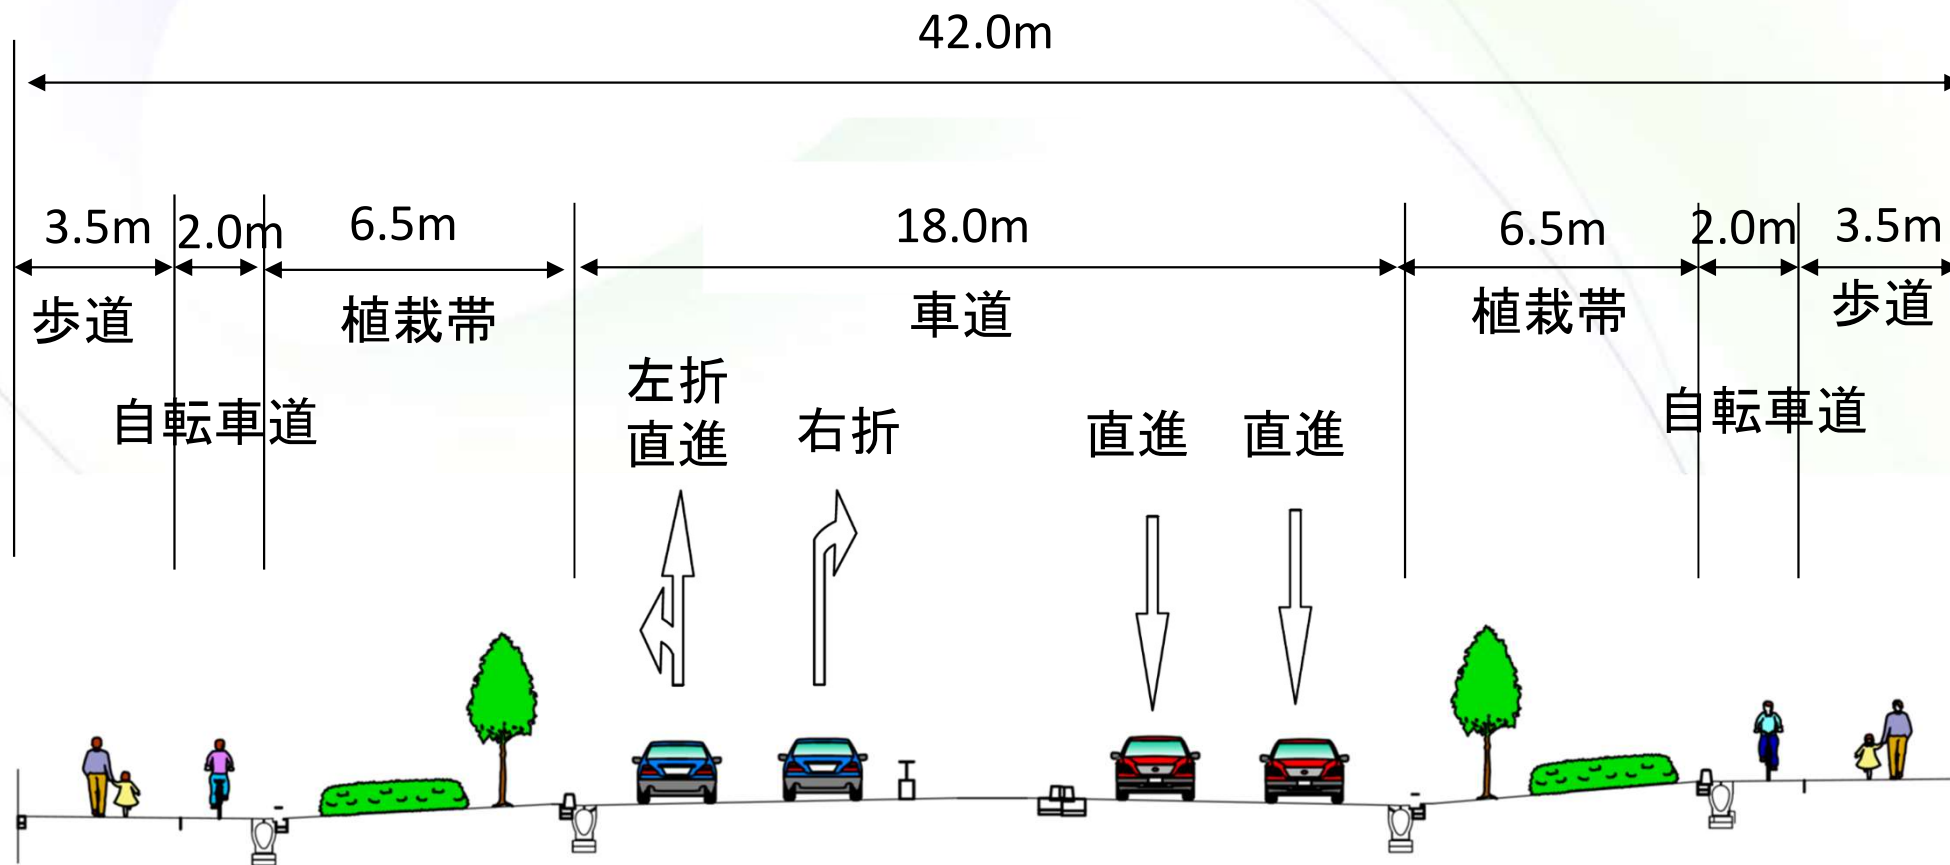 42.0m
3.5m
2.0m
6.5m
18.0m
6.5m
2.0m
3.5m
歩道
植栽帯
車道
植栽帯
歩道
自転車道
左折
直進
右折
直進
直進
自転車道